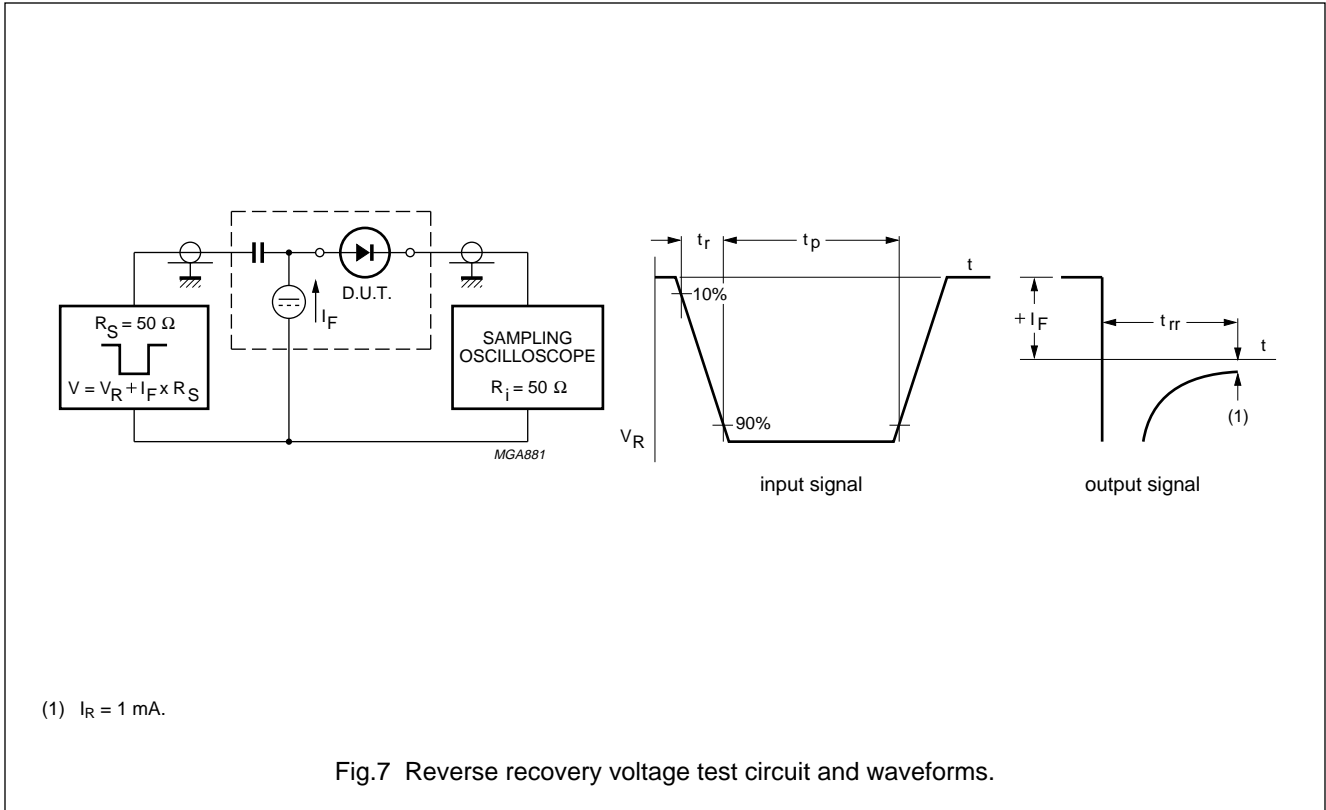 R_S = 50 Ω
V = V_R + I_F x R_S
I_F
D.U.T.
SAMPLING
OSCILLOSCOPE
R_i = 50 Ω
MGA881
t_r
t_p
t
10%
90%
V_R
input signal
+ I_F
t_rr
t
(1)
output signal
(1) I_R = 1 mA.
Fig.7 Reverse recovery voltage test circuit and waveforms.